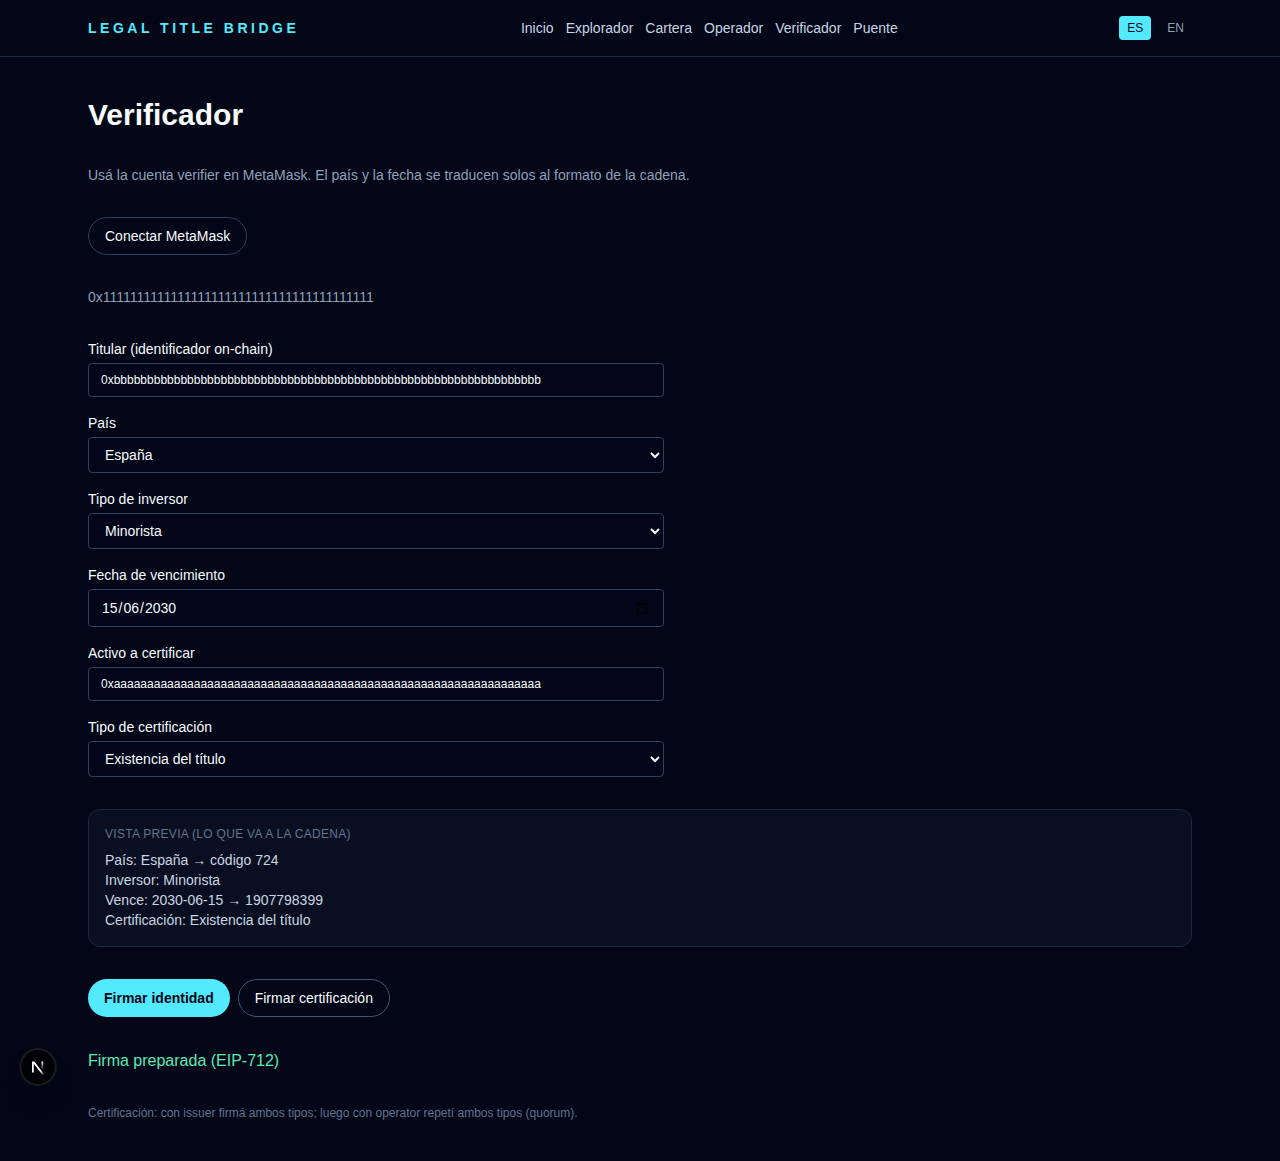 LEGAL TITLE BRIDGE
Inicio Explorador Cartera Operador Verificador Puente
ES EN
Verificador
Usá la cuenta verifier en MetaMask. El país y la fecha se traducen solos al formato de la cadena.
Conectar MetaMask
0x1111111111111111111111111111111111111111
Titular (identificador on-chain)
0xbbbbbbbbbbbbbbbbbbbbbbbbbbbbbbbbbbbbbbbbbbbbbbbbbbbbbbbbbbbbbbbb
País
España
Tipo de inversor
Minorista
Fecha de vencimiento
15/06/2030
Activo a certificar
0xaaaaaaaaaaaaaaaaaaaaaaaaaaaaaaaaaaaaaaaaaaaaaaaaaaaaaaaaaaaaaaaa
Tipo de certificación
Existencia del título
VISTA PREVIA (LO QUE VA A LA CADENA)
País: España → código 724
Inversor: Minorista
Vence: 2030-06-15 → 1907798399
Certificación: Existencia del título
Firmar identidad Firmar certificación
Firma preparada (EIP-712)
Certificación: con issuer firmá ambos tipos; luego con operator repetí ambos tipos (quorum).